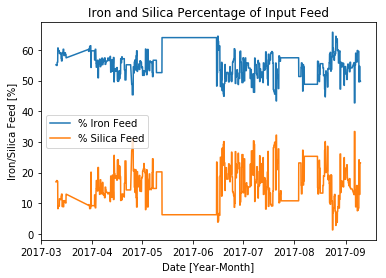 Iron and Silica Percentage of Input Feed
Iron/Silica Feed [%]
60
50
40
30
20
10
0
% Iron Feed
% Silica Feed
2017-03 2017-04 2017-05 2017-06 2017-07 2017-08 2017-09
Date [Year-Month]